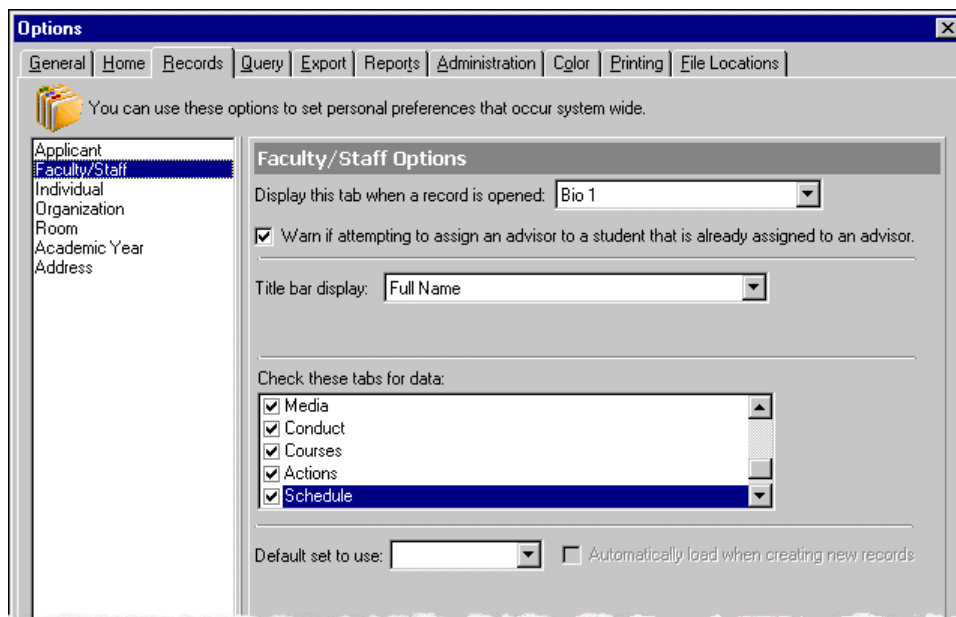 Options
General Home Records Query Export Reports Administration Color Printing File Locations
You can use these options to set personal preferences that occur system wide.
Applicant
Faculty/Staff
Individual
Organization
Room
Academic Year
Address
Faculty/Staff Options
Display this tab when a record is opened: Bio 1
Warn if attempting to assign an advisor to a student that is already assigned to an advisor.
Title bar display: Full Name
Check these tabs for data:
Media
Conduct
Courses
Actions
Schedule
Default set to use: Automatically load when creating new records